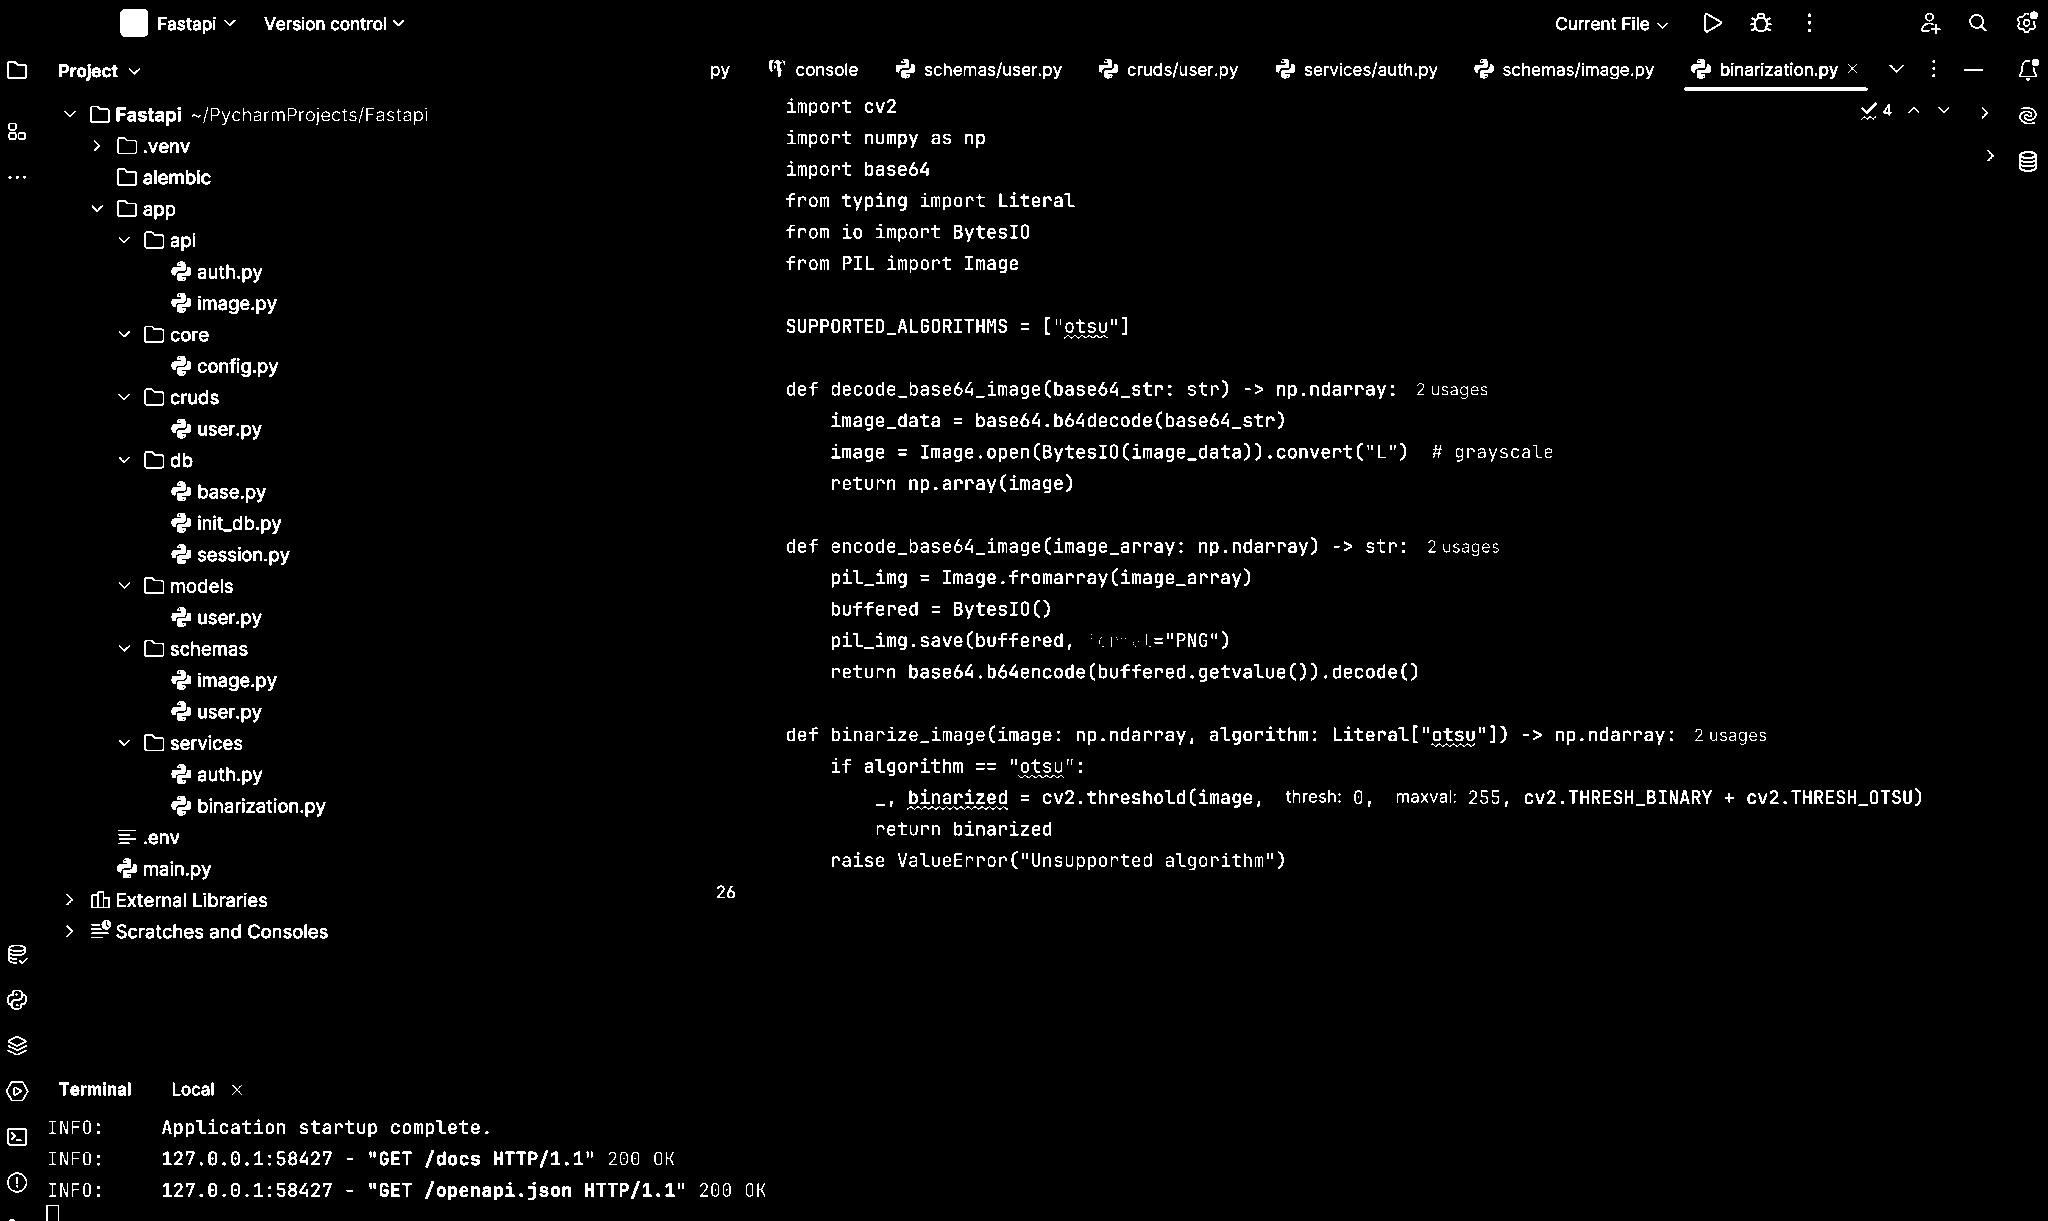 Fastapi Version control Current File
Project
py console schemas/user.py cruds/user.py services/auth.py schemas/image.py binarization.py
Fastapi ~/PycharmProjects/Fastapi
.venv
alembic
app
api
auth.py
image.py
core
config.py
cruds
user.py
db
base.py
init_db.py
session.py
models
user.py
schemas
image.py
user.py
services
auth.py
binarization.py
.env
main.py
External Libraries
Scratches and Consoles
4
import cv2
import numpy as np
import base64
from typing import Literal
from io import BytesIO
from PIL import Image
SUPPORTED_ALGORITHMS = ["otsu"]
def decode_base64_image(base64_str: str) -> np.ndarray: 2 usages
image_data = base64.b64decode(base64_str)
image = Image.open(BytesIO(image_data)).convert("L") # grayscale
return np.array(image)
def encode_base64_image(image_array: np.ndarray) -> str: 2 usages
pil_img = Image.fromarray(image_array)
buffered = BytesIO()
pil_img.save(buffered, ="PNG")
return base64.b64encode(buffered.getvalue()).decode()
def binarize_image(image: np.ndarray, algorithm: Literal["otsu"]) -> np.ndarray: 2 usages
if algorithm == "otsu":
_, binarized = cv2.threshold(image, thresh: 0, maxval: 255, cv2.THRESH_BINARY + cv2.THRESH_OTSU)
return binarized
raise ValueError("Unsupported algorithm")
26
Terminal Local
INFO: Application startup complete.
INFO: 127.0.0.1:58427 - "GET /docs HTTP/1.1" 200 OK
INFO: 127.0.0.1:58427 - "GET /openapi.json HTTP/1.1" 200 OK